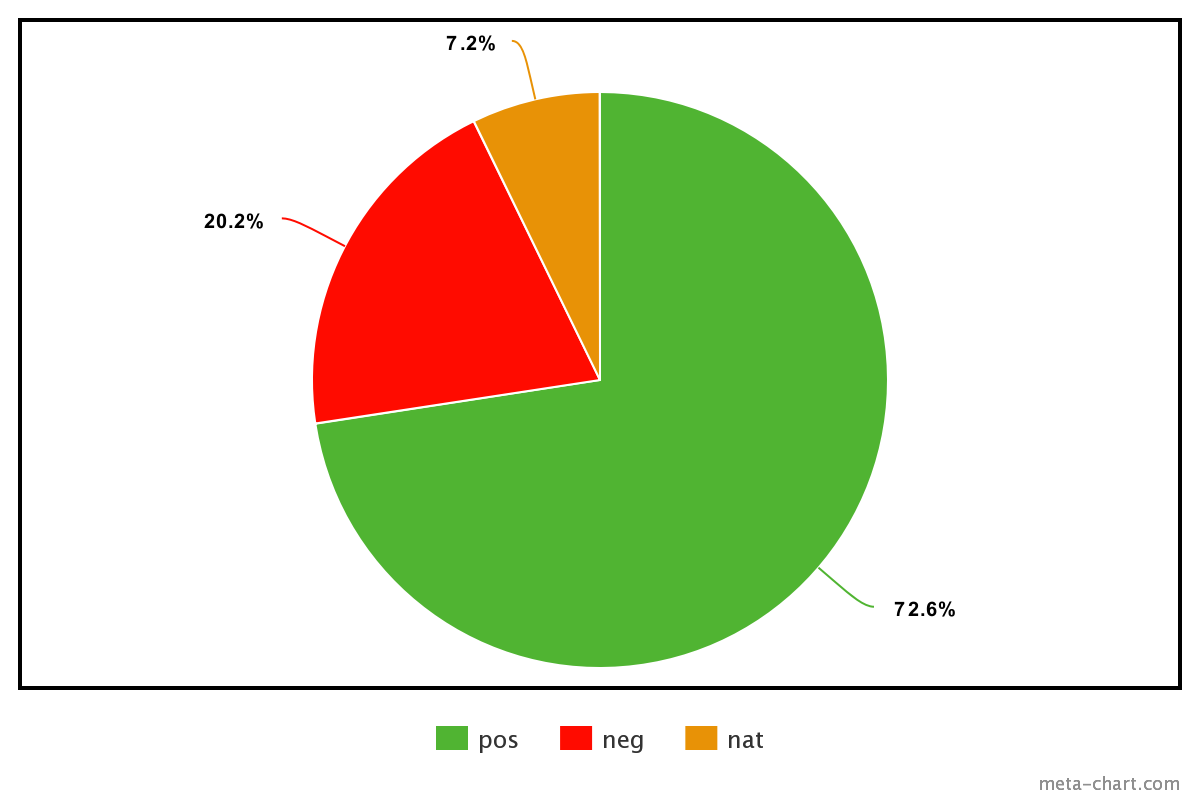 7.2%
20.2%
72.6%
pos neg nat
meta-chart.com